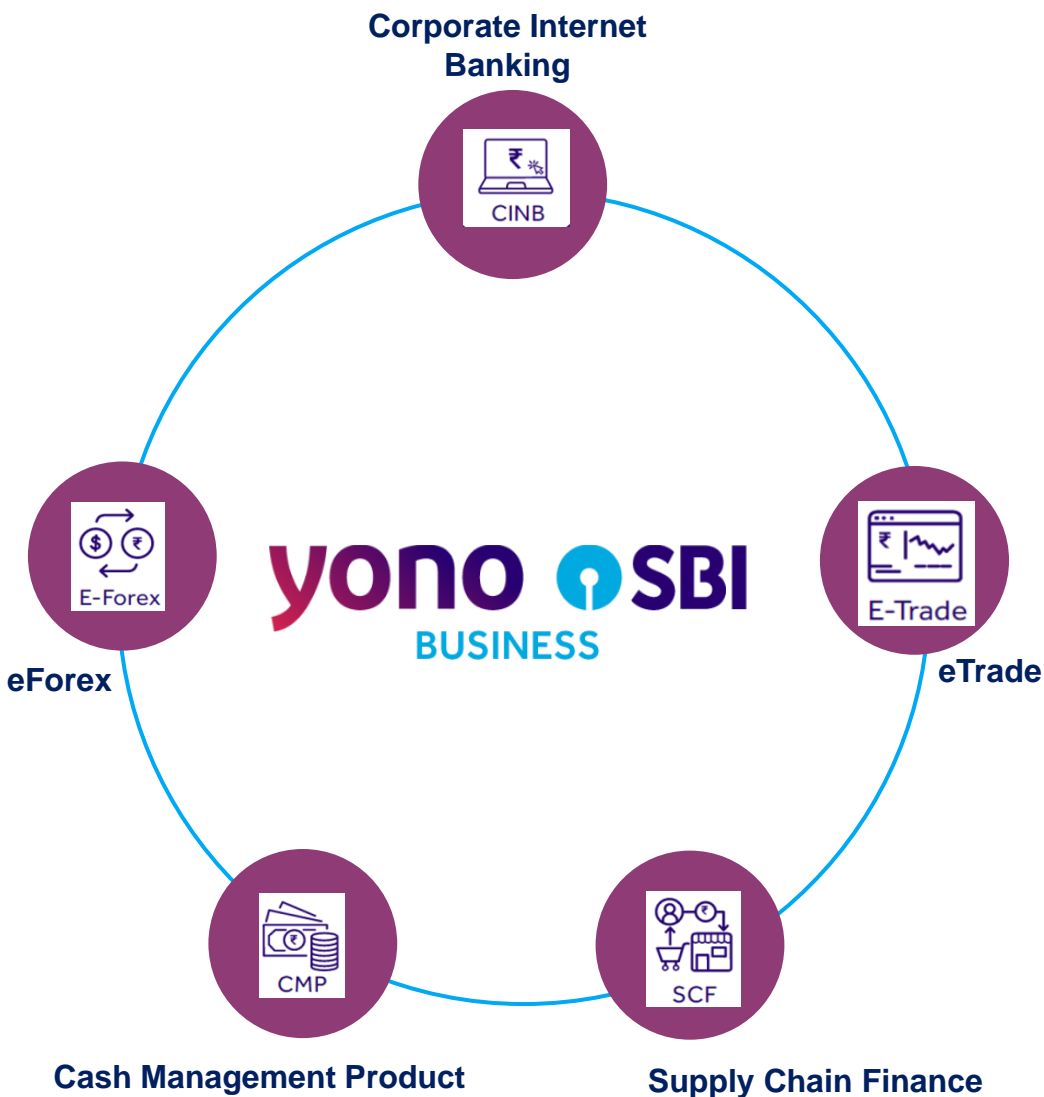 Corporate Internet
Banking
₹
CINB
$ ₹
E-Forex
eForex
yono SBI
BUSINESS
₹
E-Trade
eTrade
₹
CMP
Cash Management Product
₹
SCF
Supply Chain Finance